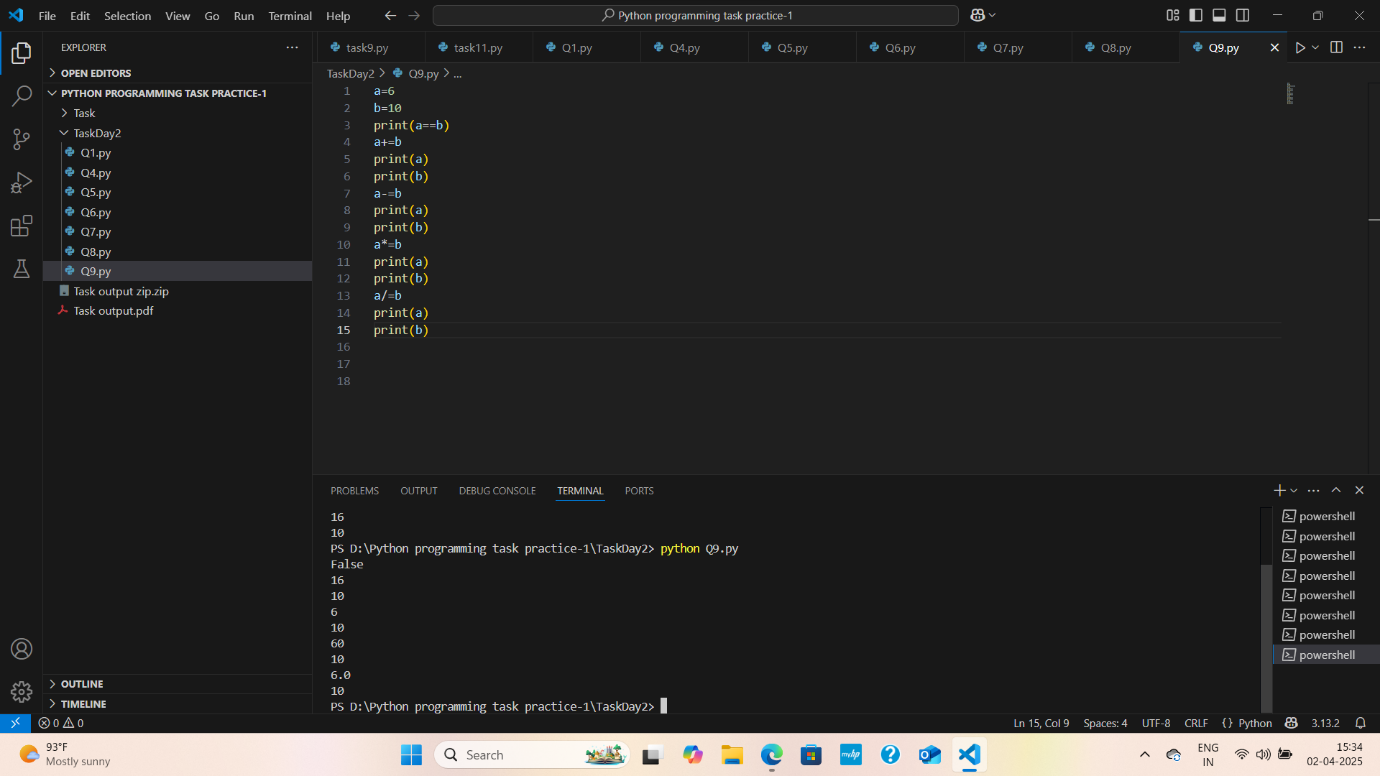 File Edit Selection View Go Run Terminal Help
Python programming task practice-1
EXPLORER
task9.py task11.py Q1.py Q4.py Q5.py Q6.py Q7.py Q8.py Q9.py
OPEN EDITORS
PYTHON PROGRAMMING TASK PRACTICE-1
Task
TaskDay2
Q1.py
Q4.py
Q5.py
Q6.py
Q7.py
Q8.py
Q9.py
Task output zip.zip
Task output.pdf
OUTLINE
TIMELINE
TaskDay2 > Q9.py > ...
1 a=6
2 b=10
3 print(a==b)
4 a+=b
5 print(a)
6 print(b)
7 a-=b
8 print(a)
9 print(b)
10 a*=b
11 print(a)
12 print(b)
13 a/=b
14 print(a)
15 print(b)
16
17
18
PROBLEMS OUTPUT DEBUG CONSOLE TERMINAL PORTS
16
10
PS D:\Python programming task practice-1\TaskDay2> python Q9.py
False
16
10
6
10
60
10
6.0
10
PS D:\Python programming task practice-1\TaskDay2>
powershell
powershell
powershell
powershell
powershell
powershell
powershell
powershell
0 0
Ln 15, Col 9 Spaces: 4 UTF-8 CRLF {} Python 3.13.2
93°F
Mostly sunny
Search
myhp
ENG
IN
15:34
02-04-2025